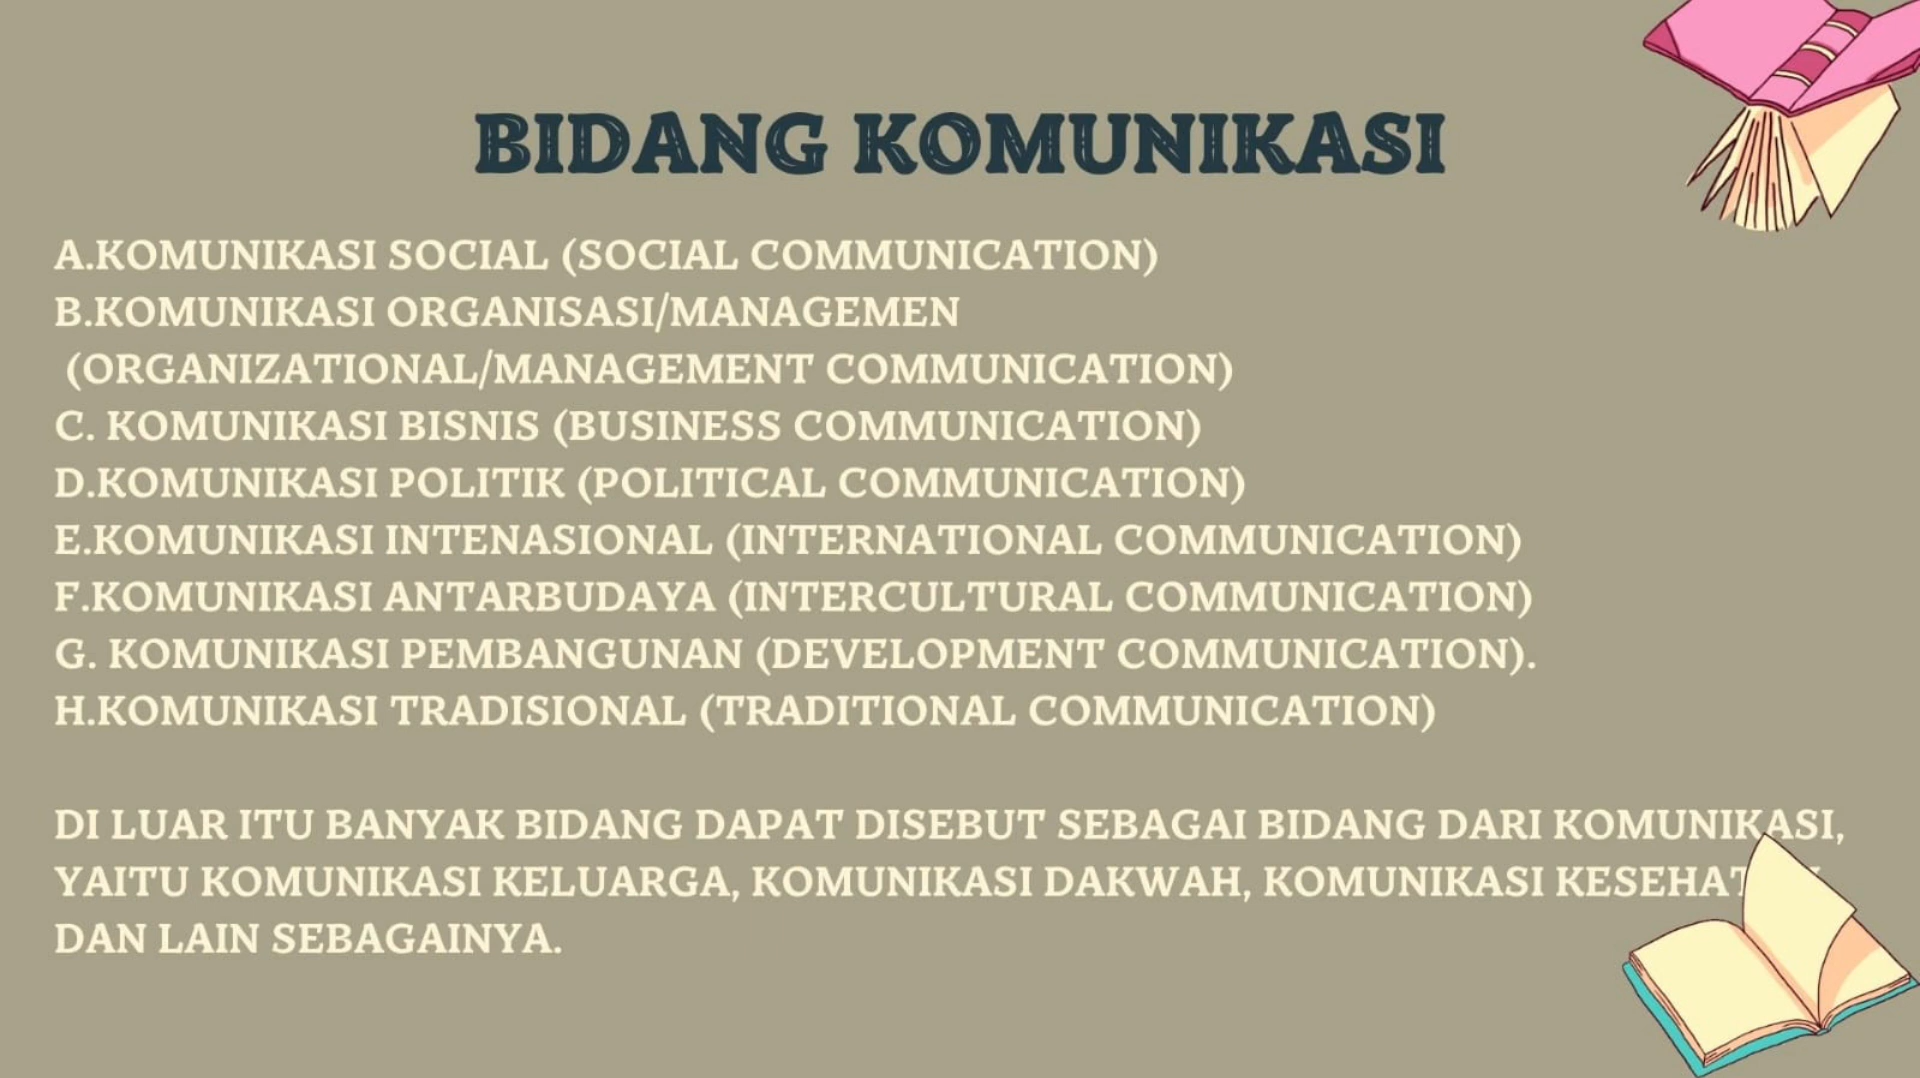 BIDANG KOMUNIKASI
A.KOMUNIKASI SOCIAL (SOCIAL COMMUNICATION)
B.KOMUNIKASI ORGANISASI/MANAGEMEN
(ORGANIZATIONAL/MANAGEMENT COMMUNICATION)
C. KOMUNIKASI BISNIS (BUSINESS COMMUNICATION)
D.KOMUNIKASI POLITIK (POLITICAL COMMUNICATION)
E.KOMUNIKASI INTENASIONAL (INTERNATIONAL COMMUNICATION)
F.KOMUNIKASI ANTARBUDAYA (INTERCULTURAL COMMUNICATION)
G. KOMUNIKASI PEMBANGUNAN (DEVELOPMENT COMMUNICATION).
H.KOMUNIKASI TRADISIONAL (TRADITIONAL COMMUNICATION)
DI LUAR ITU BANYAK BIDANG DAPAT DISEBUT SEBAGAI BIDANG DARI KOMUNIKASI,
YAITU KOMUNIKASI KELUARGA, KOMUNIKASI DAKWAH, KOMUNIKASI
DAN LAIN SEBAGAINYA.